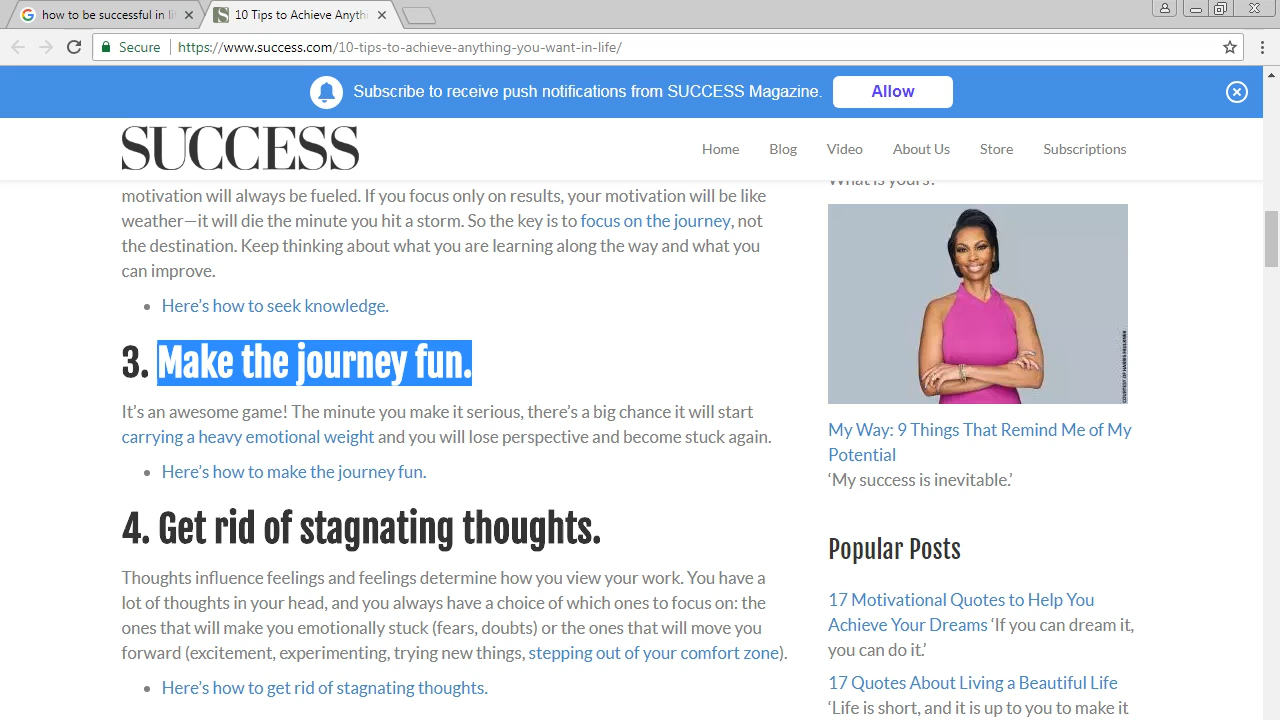 how to be successful in li
10 Tips to Achieve Anythi
Secure
https://www.success.com/10-tips-to-achieve-anything-you-want-in-life/
Subscribe to receive push notifications from SUCCESS Magazine.
Allow
SUCCESS
Home
Blog
Video
About Us
Store
Subscriptions
motivation will always be fueled. If you focus only on results, your motivation will be like
weather—it will die the minute you hit a storm. So the key is to focus on the journey, not
the destination. Keep thinking about what you are learning along the way and what you
can improve.
Here’s how to seek knowledge.
3. Make the journey fun.
It’s an awesome game! The minute you make it serious, there’s a big chance it will start
carrying a heavy emotional weight and you will lose perspective and become stuck again.
Here’s how to make the journey fun.
4. Get rid of stagnating thoughts.
Thoughts influence feelings and feelings determine how you view your work. You have a
lot of thoughts in your head, and you always have a choice of which ones to focus on: the
ones that will make you emotionally stuck (fears, doubts) or the ones that will move you
forward (excitement, experimenting, trying new things, stepping out of your comfort zone).
Here’s how to get rid of stagnating thoughts.
What is yours?
My Way: 9 Things That Remind Me of My
Potential
‘My success is inevitable.’
Popular Posts
17 Motivational Quotes to Help You
Achieve Your Dreams ‘If you can dream it,
you can do it.’
17 Quotes About Living a Beautiful Life
‘Life is short, and it is up to you to make it